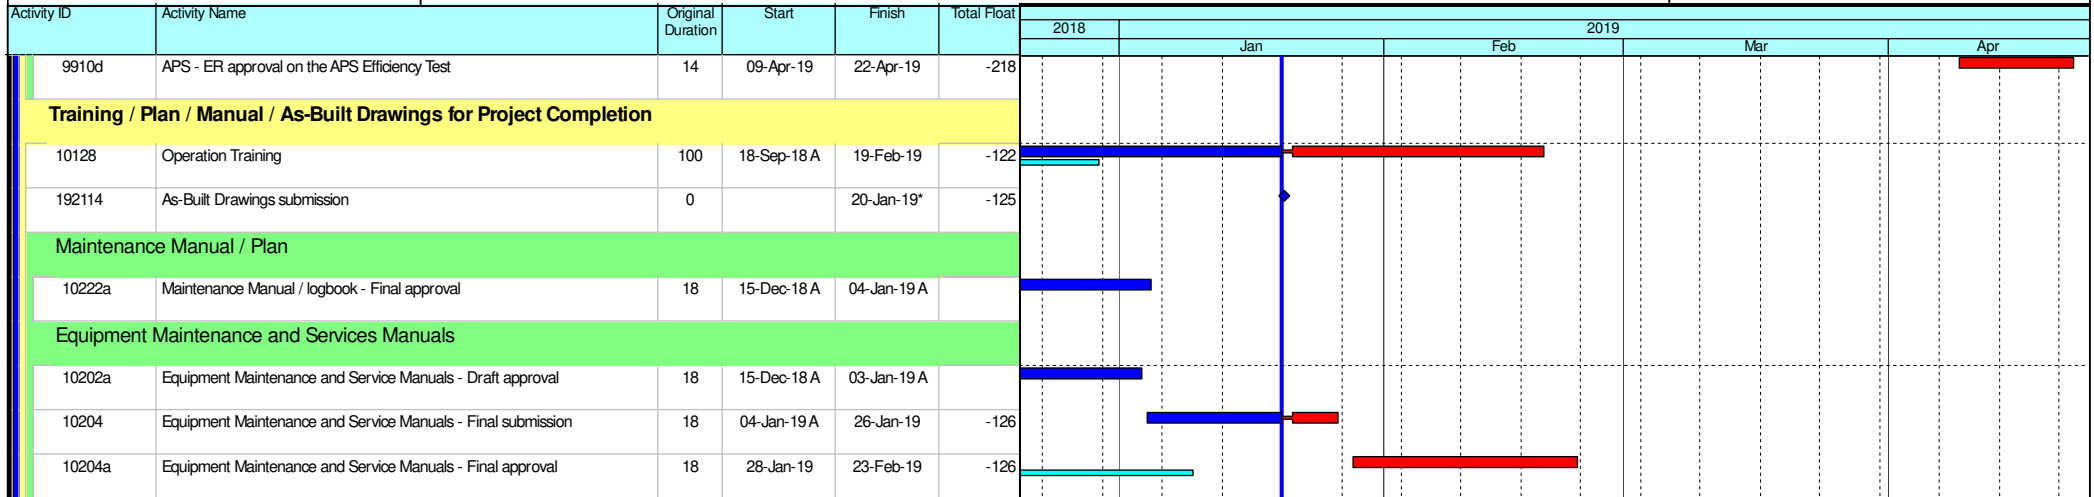 Activity ID Activity Name Original Duration Start Finish Total Float
2018 2019
Jan Feb Mar Apr
9910d APS - ER approval on the APS Efficiency Test 14 09-Apr-19 22-Apr-19 -218
Training / Plan / Manual / As-Built Drawings for Project Completion
10128 Operation Training 100 18-Sep-18 A 19-Feb-19 -122
192114 As-Built Drawings submission 0 20-Jan-19* -125
Maintenance Manual / Plan
10222a Maintenance Manual / logbook - Final approval 18 15-Dec-18 A 04-Jan-19 A
Equipment Maintenance and Services Manuals
10202a Equipment Maintenance and Service Manuals - Draft approval 18 15-Dec-18 A 03-Jan-19 A
10204 Equipment Maintenance and Service Manuals - Final submission 18 04-Jan-19 A 26-Jan-19 -126
10204a Equipment Maintenance and Service Manuals - Final approval 18 28-Jan-19 23-Feb-19 -126